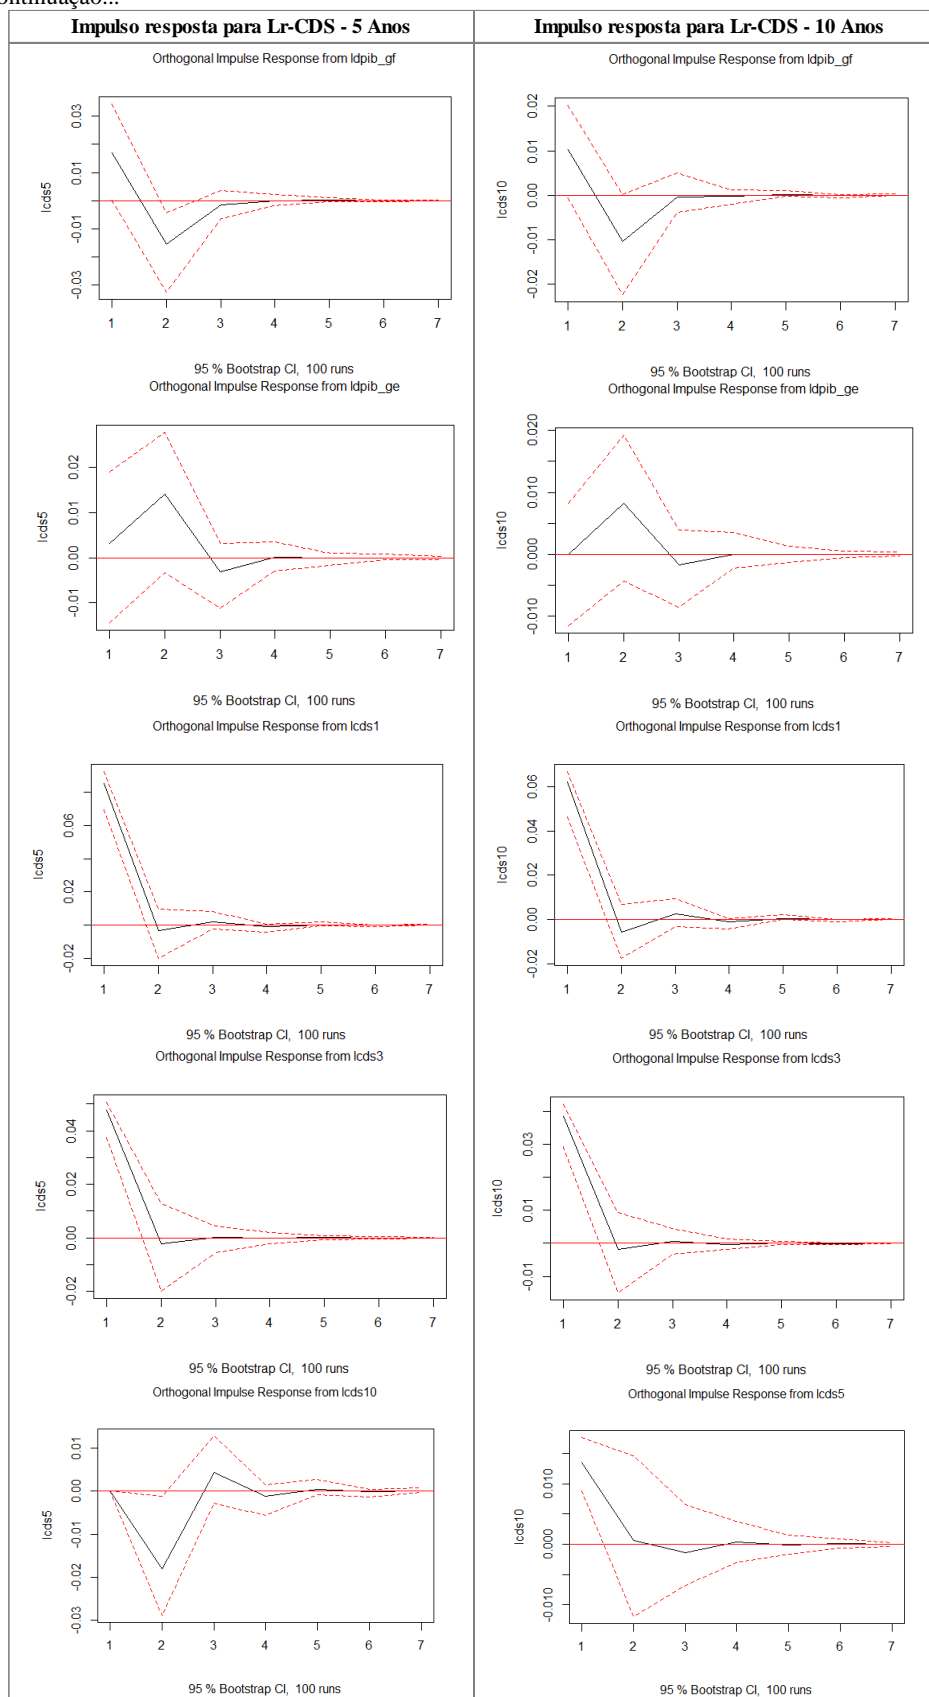 ontinuação...
Impulso resposta para Lr-CDS - 5 Anos
Impulso resposta para Lr-CDS - 10 Anos
Orthogonal Impulse Response from ldpib_gf
lcds5
0.03
0.01
-0.01
-0.03
1 2 3 4 5 6 7
95 % Bootstrap CI, 100 runs
Orthogonal Impulse Response from ldpib_gf
lcds10
0.02
0.01
0.00
-0.01
-0.02
1 2 3 4 5 6 7
95 % Bootstrap CI, 100 runs
Orthogonal Impulse Response from ldpib_ge
lcds5
0.02
0.01
0.00
-0.01
1 2 3 4 5 6 7
95 % Bootstrap CI, 100 runs
Orthogonal Impulse Response from ldpib_ge
lcds10
0.020
0.010
0.000
-0.010
1 2 3 4 5 6 7
95 % Bootstrap CI, 100 runs
Orthogonal Impulse Response from lcds1
lcds5
0.06
0.02
-0.02
1 2 3 4 5 6 7
95 % Bootstrap CI, 100 runs
Orthogonal Impulse Response from lcds1
lcds10
0.06
0.04
0.02
0.00
-0.02
1 2 3 4 5 6 7
95 % Bootstrap CI, 100 runs
Orthogonal Impulse Response from lcds3
lcds5
0.04
0.02
0.00
-0.02
1 2 3 4 5 6 7
95 % Bootstrap CI, 100 runs
Orthogonal Impulse Response from lcds3
lcds10
0.03
0.01
-0.01
1 2 3 4 5 6 7
95 % Bootstrap CI, 100 runs
Orthogonal Impulse Response from lcds10
lcds5
0.01
0.00
-0.01
-0.02
-0.03
1 2 3 4 5 6 7
95 % Bootstrap CI, 100 runs
Orthogonal Impulse Response from lcds5
lcds10
0.010
0.000
-0.010
1 2 3 4 5 6 7
95 % Bootstrap CI, 100 runs